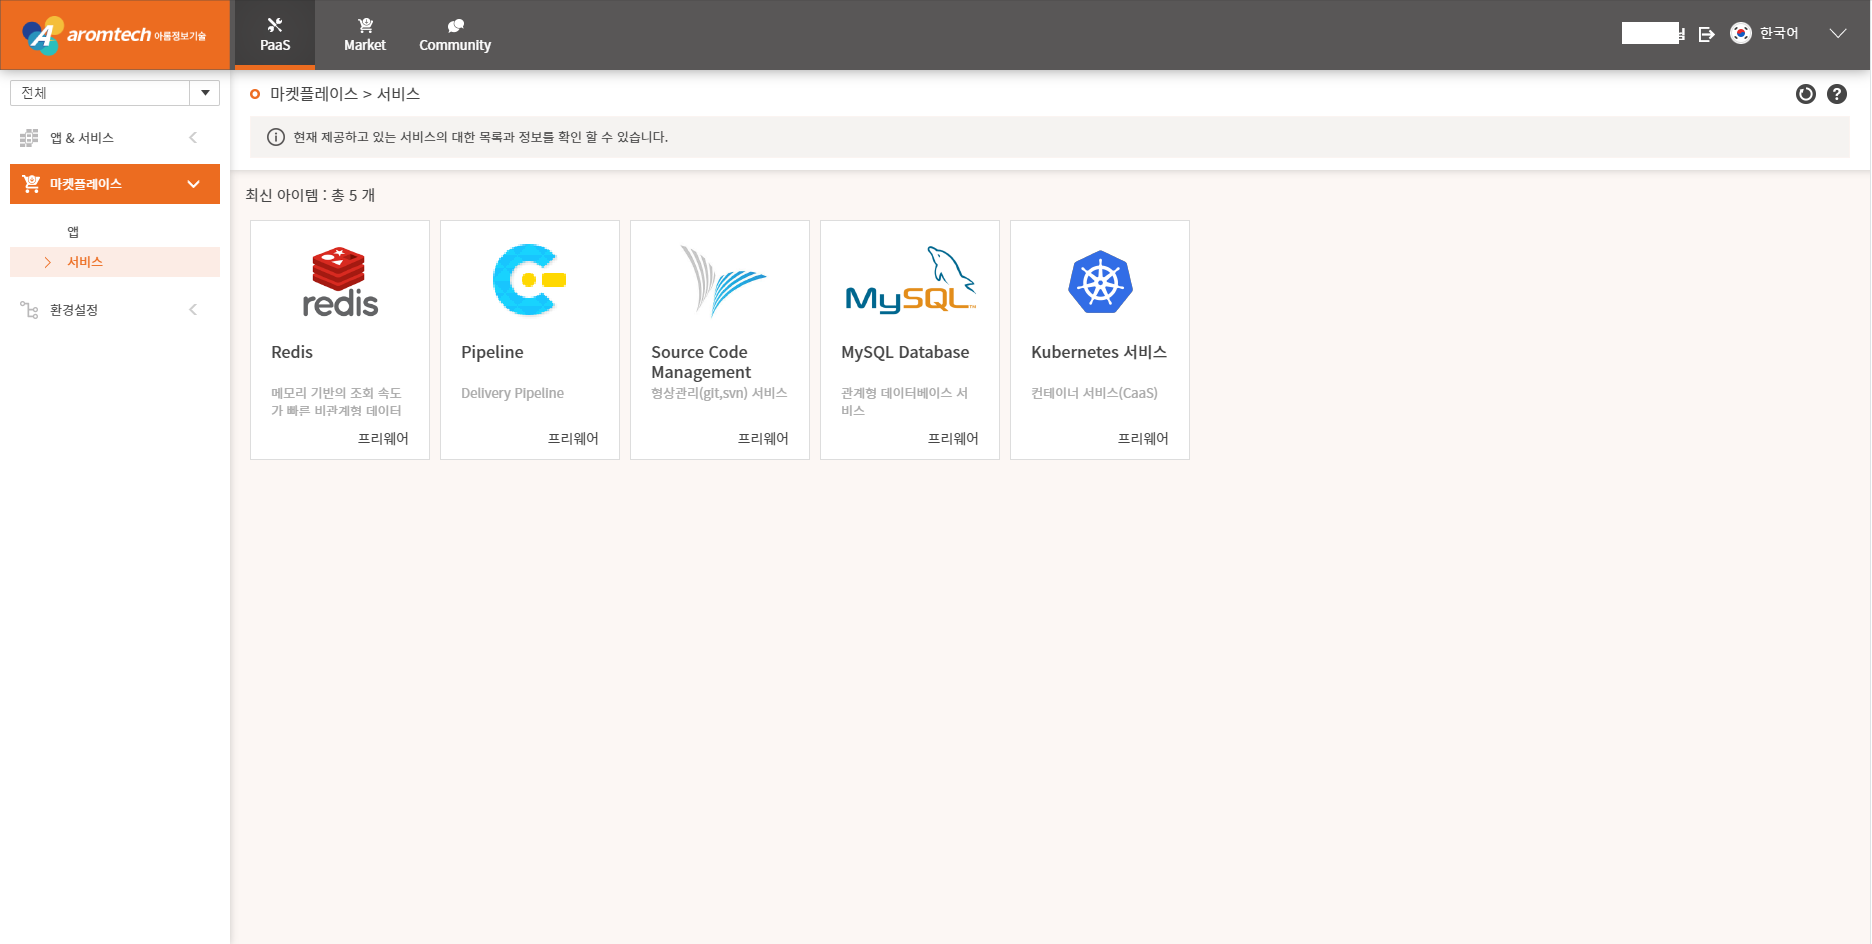 A aromtech 아롬정보기술
PaaS
Market
Community
님
한국어
전체
앱 & 서비스
마켓플레이스
앱
서비스
환경설정
마켓플레이스 > 서비스
현재 제공하고 있는 서비스의 대한 목록과 정보를 확인 할 수 있습니다.
최신 아이템 : 총 5 개
redis
Redis
메모리 기반의 조회 속도
가 빠른 비관계형 데이터
프리웨어
Pipeline
Delivery Pipeline
프리웨어
Source Code
Management
형상관리(git,svn) 서비스
프리웨어
MySQL™
MySQL Database
관계형 데이터베이스 서
비스
프리웨어
Kubernetes 서비스
컨테이너 서비스(CaaS)
프리웨어